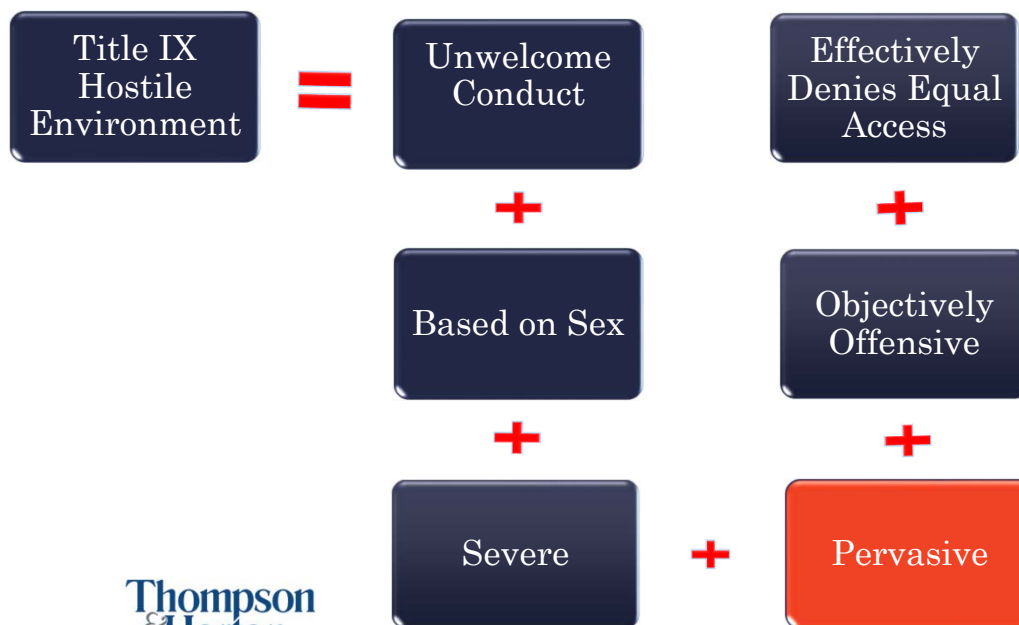 Title IX
Hostile
Environment
=
Unwelcome
Conduct
+
Based on Sex
+
Severe
+
Pervasive
+
Objectively
Offensive
+
Effectively
Denies Equal
Access
Thompson
&